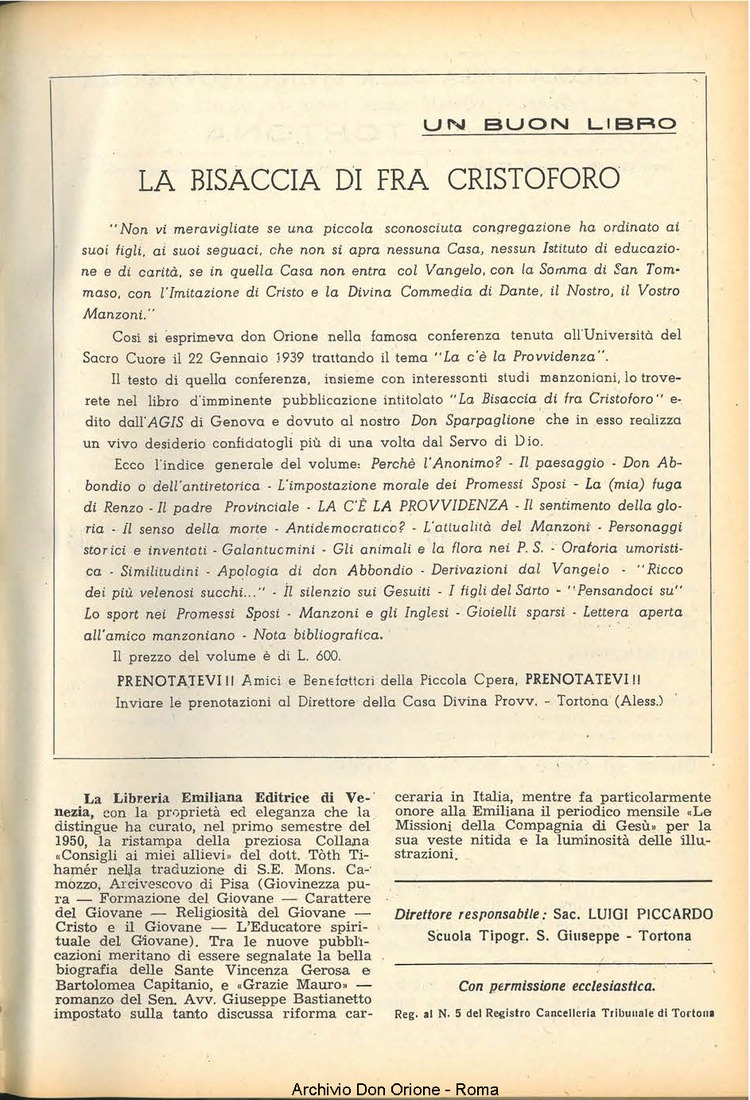 UN BUON LIBRO
LA BISACCIA DI FRA CRISTOFORO
"Non vi meravigliate se una piccola sconosciuta congregazione ha ordinato ai
suoi figli, ai suoi seguaci, che non si apra nessuna Casa, nessun Istituto di educazio-
ne e di carità, se in quella Casa non entra col Vangelo, con la Somma di San Tom-
maso, con l'Imitazione di Cristo e la Divina Commedia di Dante, il Nostro, il Vostro
Manzoni."
Così si esprimeva don Orione nella famosa conferenza tenuta all'Università del
Sacro Cuore il 22 Gennaio 1939 trattando il tema "La c'è la Provvidenza".
Il testo di quella conferenza, insieme con interessanti studi manzoniani, lo trove-
rete nel libro d'imminente pubblicazione intitolato "La Bisaccia di fra Cristoforo" e-
dito dall'AGIS di Genova e dovuto al nostro Don Sparpaglione che in esso realizza
un vivo desiderio confidatogli più di una volta dal Servo di Dio.
Ecco l'indice generale del volume: Perchè l'Anonimo? - Il paesaggio - Don Ab-
bondio o dell'antiretorica - L'impostazione morale dei Promessi Sposi - La (mia) fuga
di Renzo - Il padre Provinciale - LA C'È LA PROVVIDENZA - Il sentimento della glo-
ria - Il senso della morte - Antidemocratico? - L'attualità del Manzoni - Personaggi
storici e inventati - Galantuomini - Gli animali e la flora nei P. S. - Oratoria umoristi-
ca - Similitudini - Apologia di don Abbondio - Derivazioni dal Vangelo - "Ricco
dei più velenosi succhi..." - Il silenzio sui Gesuiti - I figli del Sarto - "Pensandoci su"
Lo sport nei Promessi Sposi - Manzoni e gli Inglesi - Gioielli sparsi - Lettera aperta
all'amico manzoniano - Nota bibliografica.
Il prezzo del volume è di L. 600.
PRENOTATEVI!! Amici e Benefattori della Piccola Opera, PRENOTATEVI!!
Inviare le prenotazioni al Direttore della Casa Divina Provv. - Tortona (Aless.)
La Libreria Emiliana Editrice di Ve-
nezia, con la proprietà ed eleganza che la
distingue ha curato, nel primo semestre del
1950, la ristampa della preziosa Collana
«Consigli ai miei allievi» del dott. Tòth Ti-
hamér nella traduzione di S.E. Mons. Ca-
mozzo, Arcivescovo di Pisa (Giovinezza pu-
ra — Formazione del Giovane — Carattere
del Giovane — Religiosità del Giovane —
Cristo e il Giovane — L'Educatore spiri-
tuale del Giovane). Tra le nuove pubbli-
cazioni meritano di essere segnalate la bella
biografia delle Sante Vincenza Gerosa e
Bartolomea Capitanio, e «Grazie Mauro» —
romanzo del Sen. Avv. Giuseppe Bastianetto
impostato sulla tanto discussa riforma car-
ceraria in Italia, mentre fa particolarmente
onore alla Emiliana il periodico mensile «Le
Missioni della Compagnia di Gesù» per la
sua veste nitida e la luminosità delle illu-
strazioni.
Direttore responsabile: Sac. LUIGI PICCARDO
Scuola Tipogr. S. Giuseppe - Tortona
Con permissione ecclesiastica.
Reg. al N. 5 del Registro Cancelleria Tribunale di Tortona
Archivio Don Orione - Roma